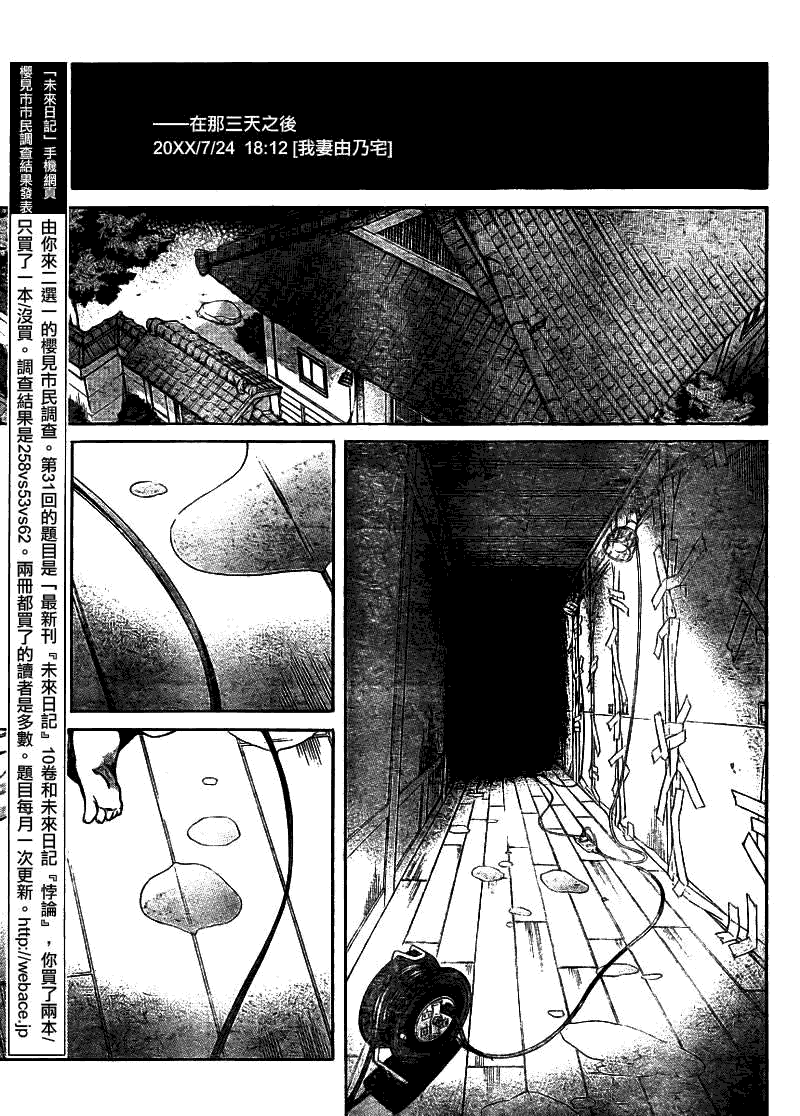 ——在那三天之後
20XX/7/24 18:12 [我妻由乃宅]
「未來日記」手機網頁
櫻見市市民調查結果發表
由你來二選一的櫻見市民調查。第31回的題目是「最新刊『未來日記』10卷和未來日記『悖論』，你買了兩本/
只買了一本/沒買。調查結果是258vs53vs62。兩冊都買了的讀者是多數。題目每月一次更新。http://webace.jp